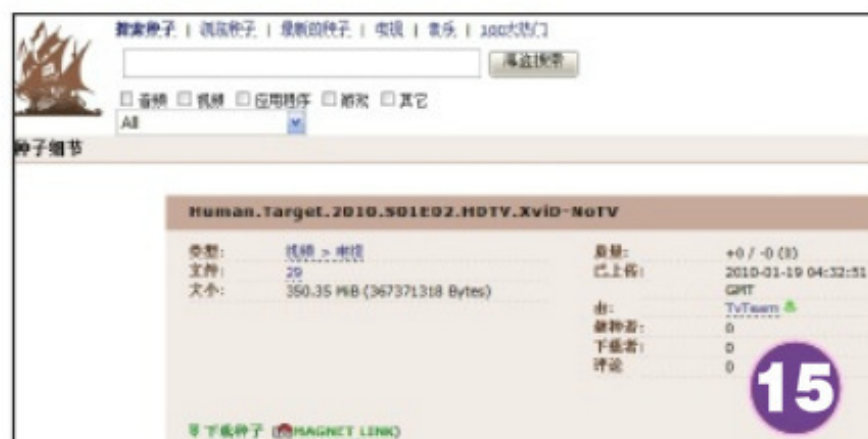 搜索种子 | 浏览种子 | 最新的种子 | 电视 | 音乐 | 100大热门
海盗搜索
音频 视频 应用程序 游戏 其它
All
种子细节
Human.Target.2010.S01E02.HDTV.XviD-NoTV
类型: 视频 > 电视
文件: 29
大小: 350.35 MiB (367371318 Bytes)
质量: +0 / -0 (0)
已上传: 2010-01-19 04:32:51 GMT
由: TvTeam
做种者: 0
下载者: 0
评论 0
下载种子 (MAGNET LINK)
15